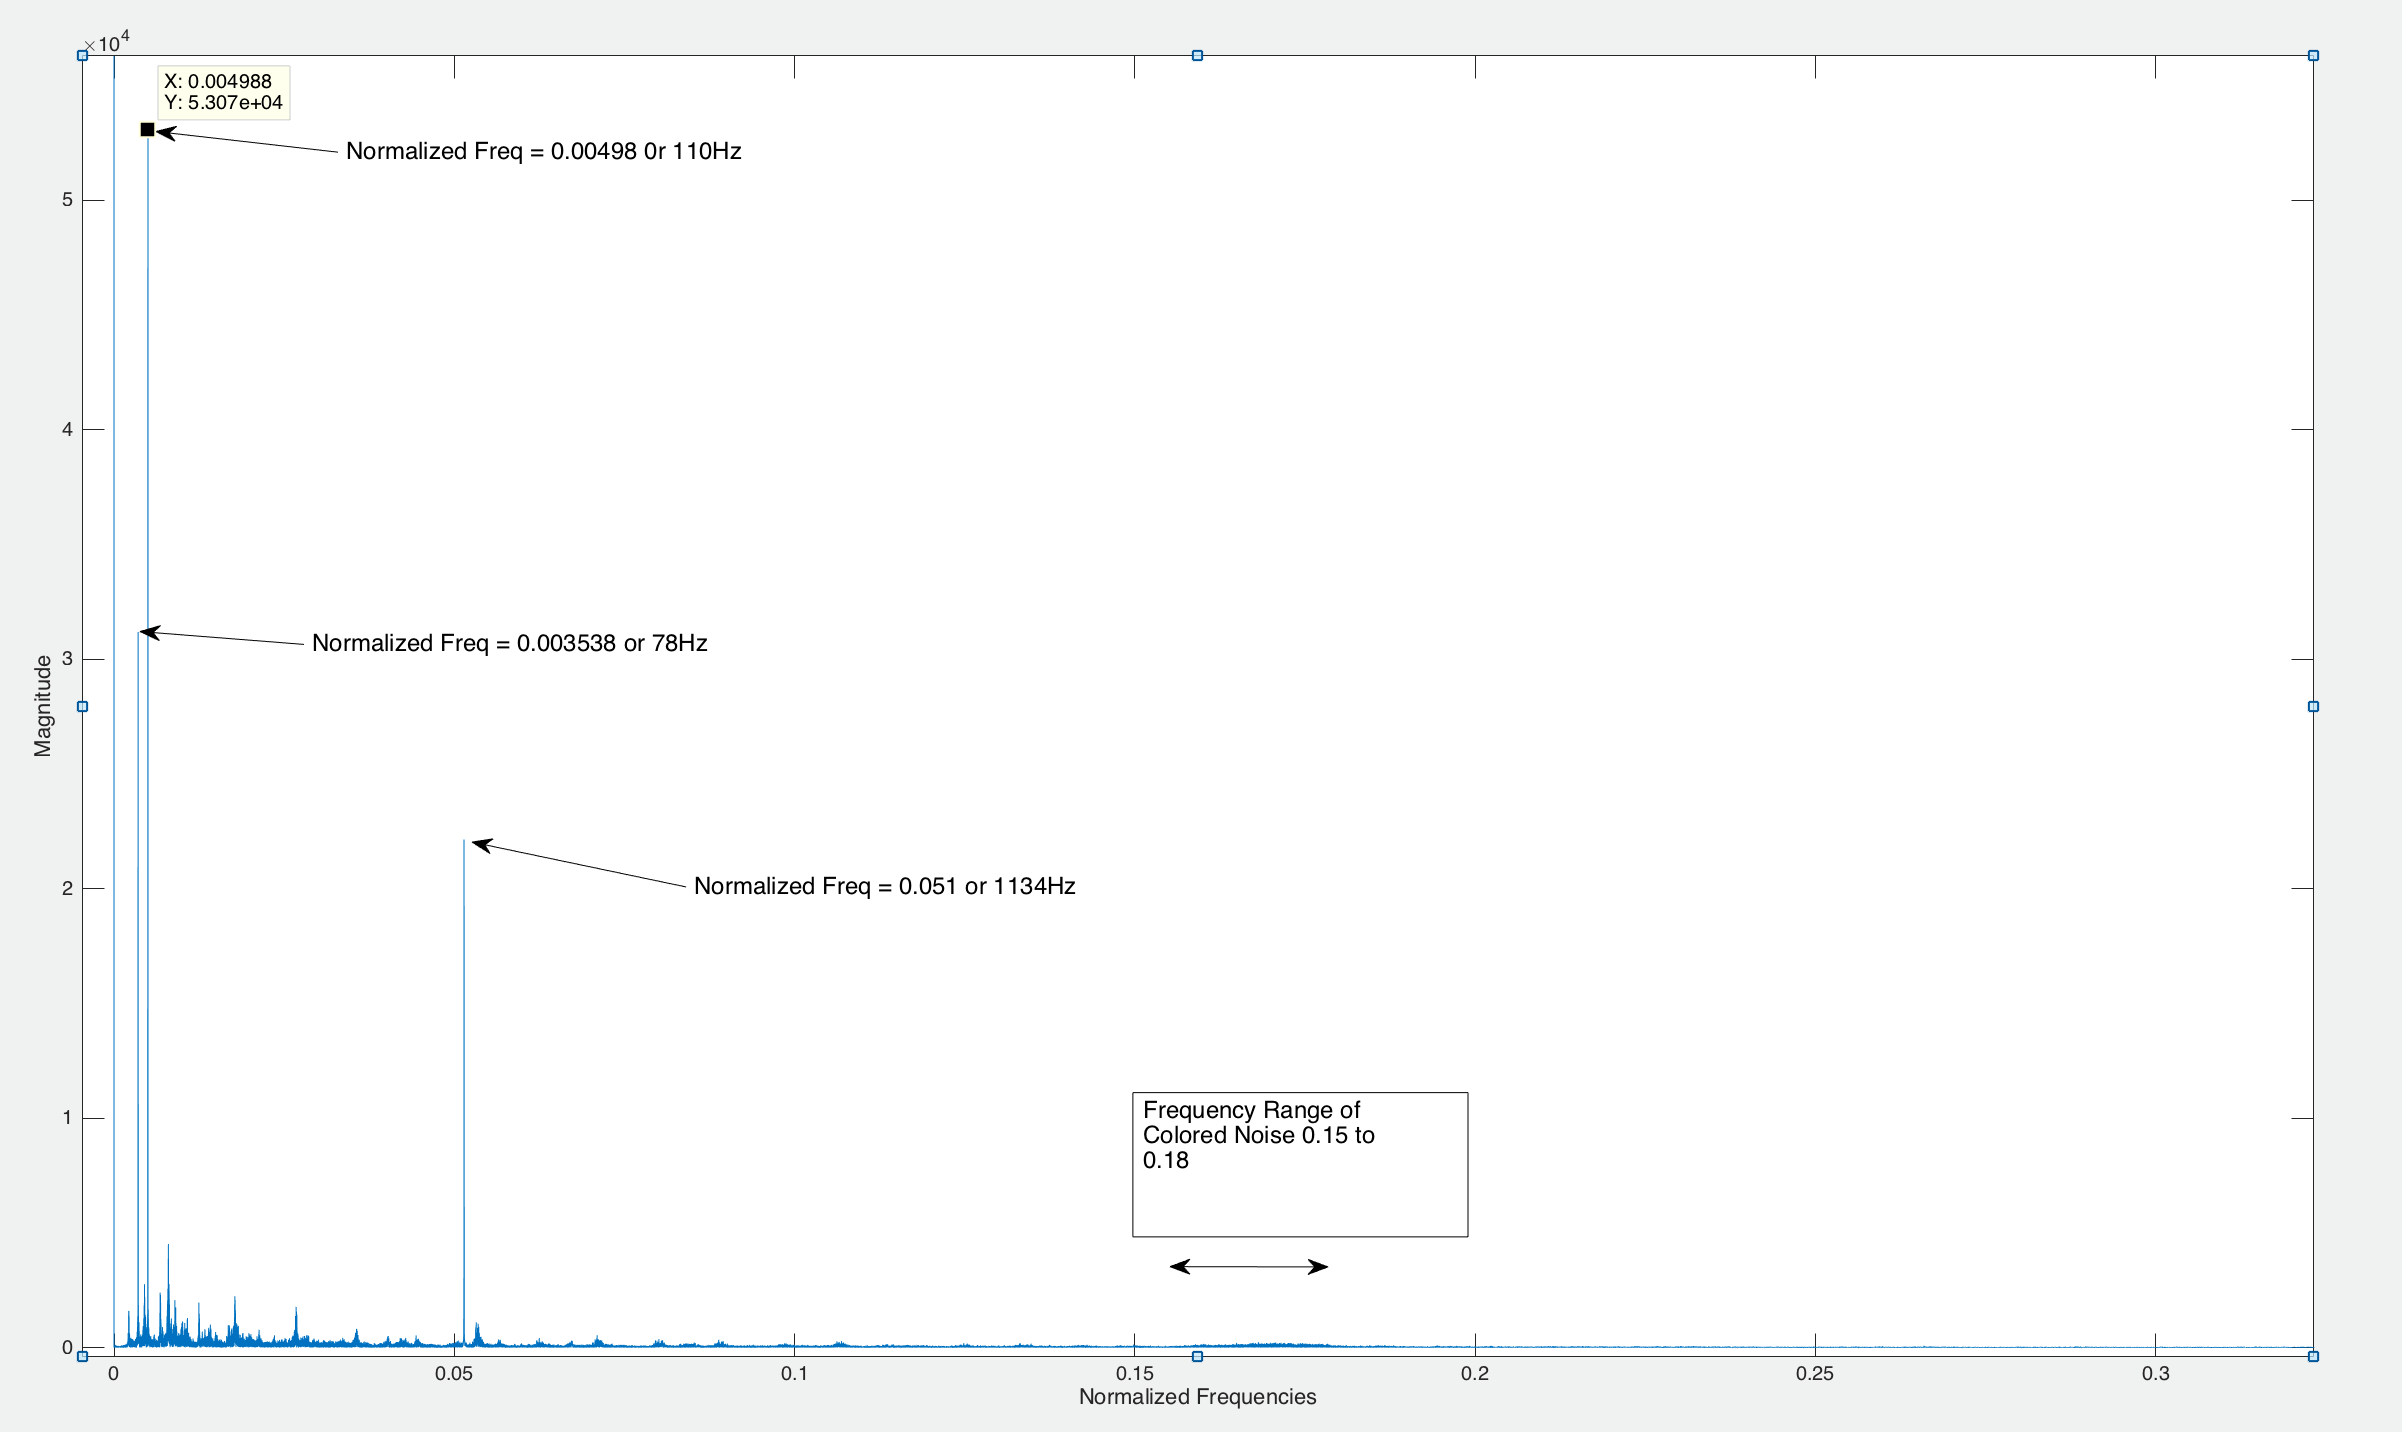 ×10^4
X: 0.004988
Y: 5.307e+04
Normalized Freq = 0.00498 0r 110Hz
5
4
Normalized Freq = 0.003538 or 78Hz
3
Magnitude
Normalized Freq = 0.051 or 1134Hz
2
Frequency Range of
Colored Noise 0.15 to
0.18
1
0
0 0.05 0.1 0.15 0.2 0.25 0.3
Normalized Frequencies